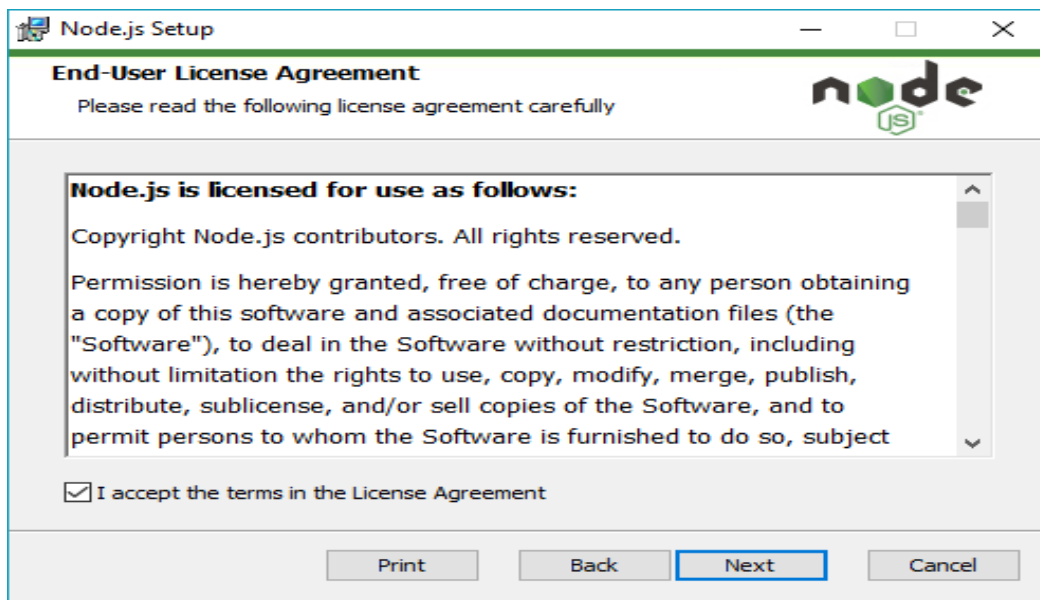 Node.js Setup
End-User License Agreement
Please read the following license agreement carefully
node
JS
Node.js is licensed for use as follows:
Copyright Node.js contributors. All rights reserved.
Permission is hereby granted, free of charge, to any person obtaining
a copy of this software and associated documentation files (the
"Software"), to deal in the Software without restriction, including
without limitation the rights to use, copy, modify, merge, publish,
distribute, sublicense, and/or sell copies of the Software, and to
permit persons to whom the Software is furnished to do so, subject
I accept the terms in the License Agreement
Print Back Next Cancel